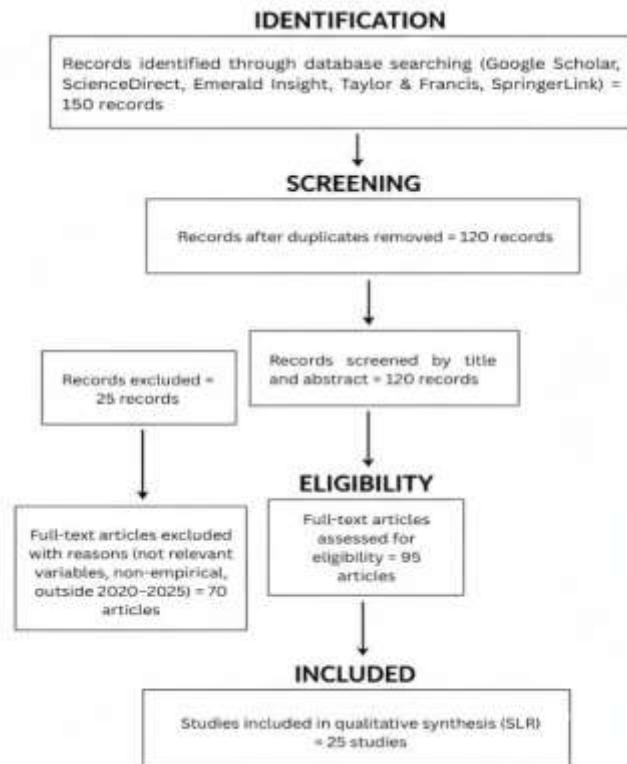 IDENTIFICATION
Records identified through database searching (Google Scholar,
ScienceDirect, Emerald Insight, Taylor & Francis, SpringerLink) =
150 records
SCREENING
Records after duplicates removed = 120 records
Records screened by title
and abstract = 120 records
Records excluded =
25 records
ELIGIBILITY
Full-text articles
assessed for
eligibility = 95
articles
Full-text articles excluded
with reasons (not relevant
variables, non-empirical,
outside 2020–2025) = 70
articles
INCLUDED
Studies included in qualitative synthesis (SLR)
= 25 studies